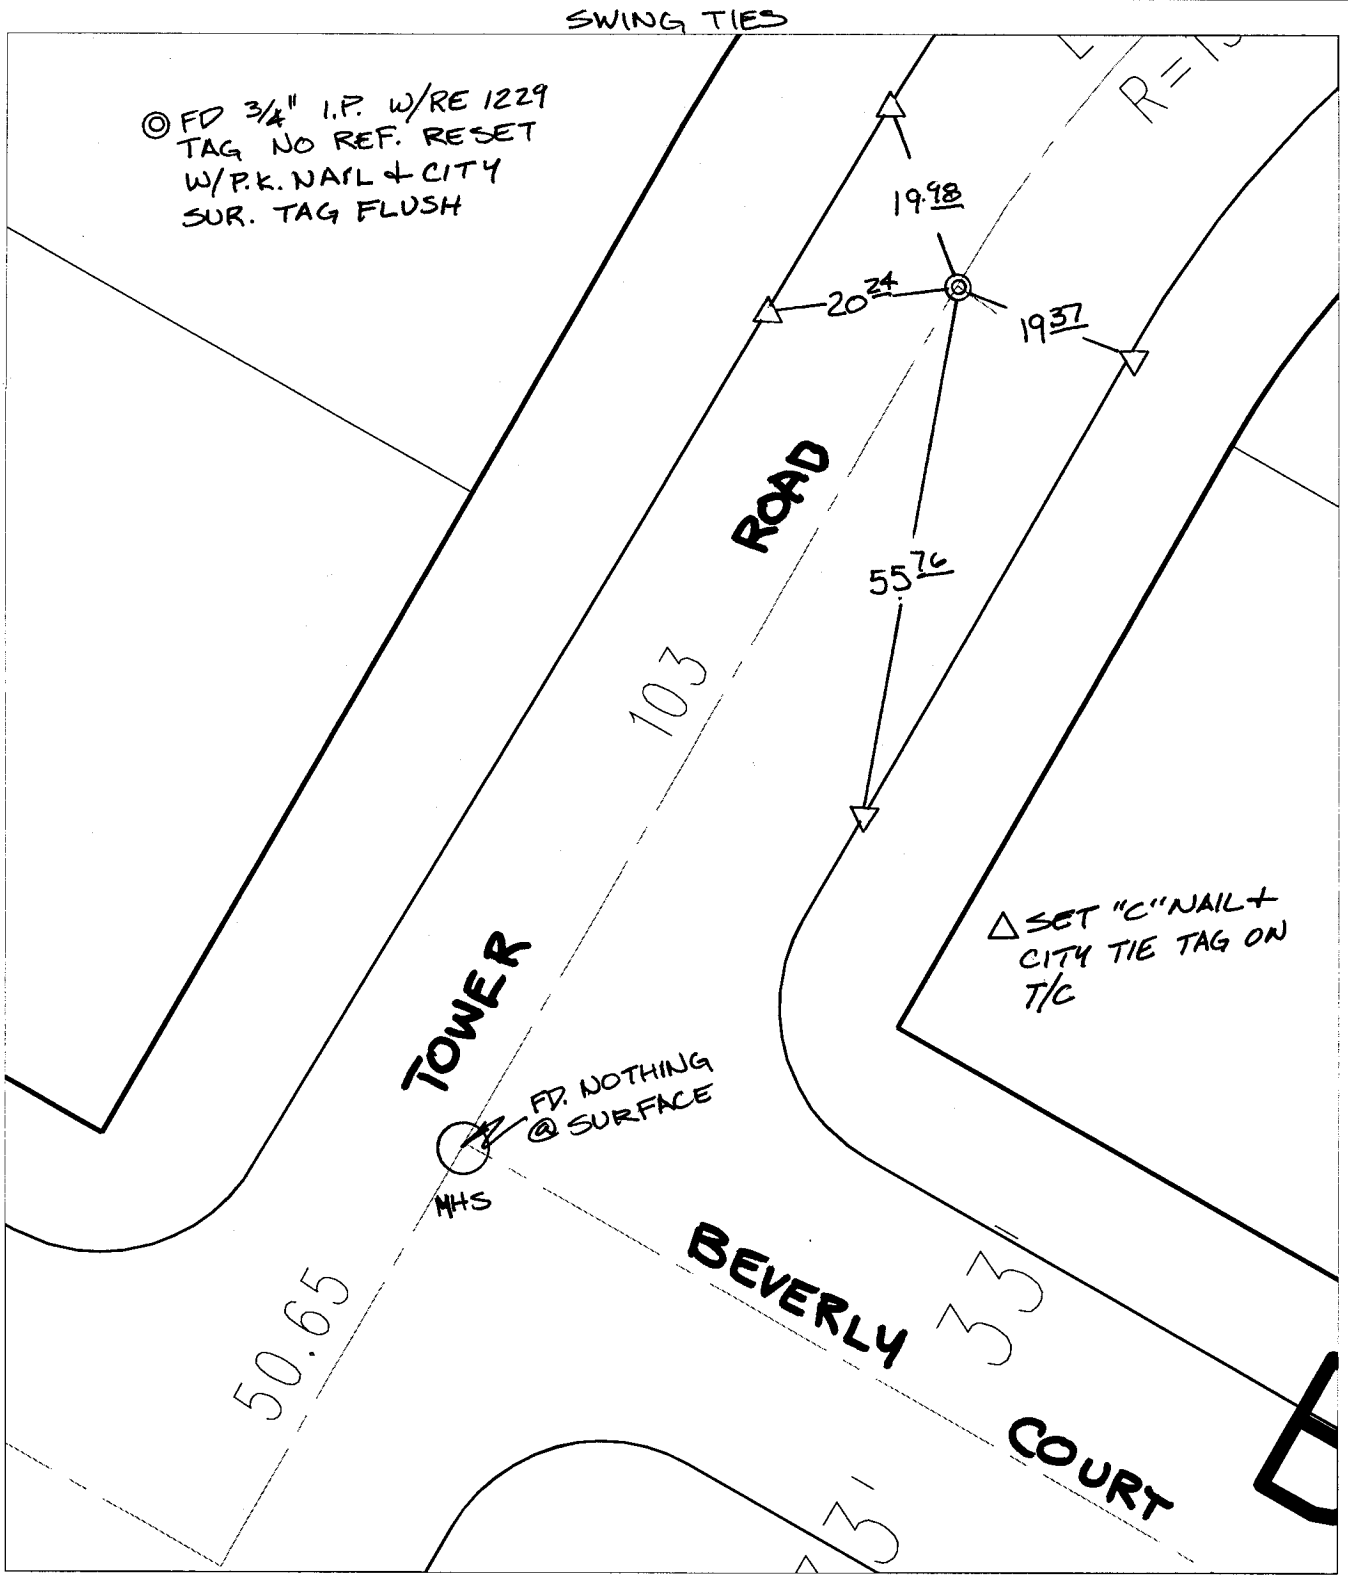 SWING TIES
FD 3/4" I.P. W/RE 1229
TAG NO REF. RESET
W/P.K. NAIL & CITY
SUR. TAG FLUSH
19.98
20 24
19 37
55 76
ROAD
103
TOWER
SET "C" NAIL &
CITY TIE TAG ON
T/C
FD. NOTHING
@ SURFACE
MHS
50.65
BEVERLY
COURT
33'